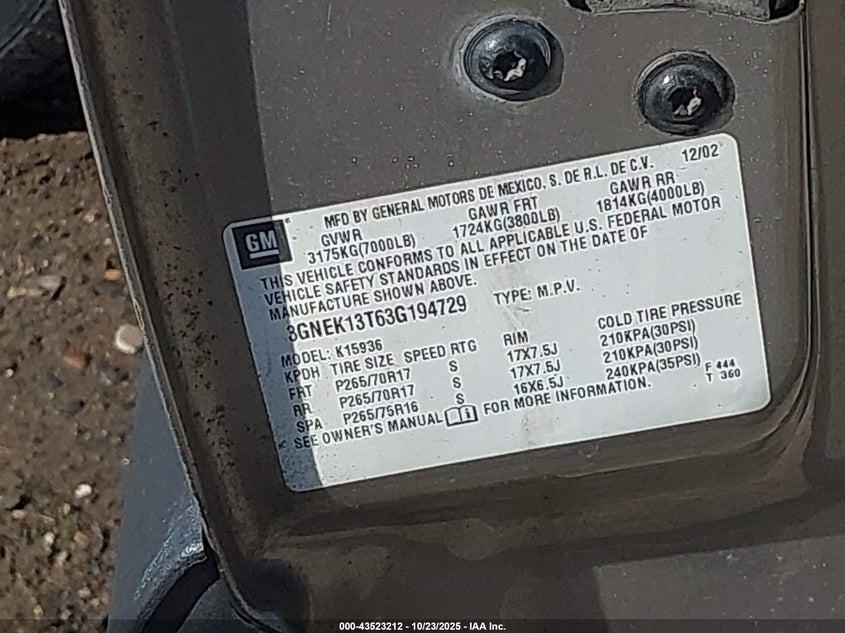 GM
MFD BY GENERAL MOTORS DE MEXICO, S. DE R.L. DE C.V. 12/02
GVWR GAWR FRT GAWR RR
3175KG(7000LB) 1724KG(3800LB) 1814KG(4000LB)
THIS VEHICLE CONFORMS TO ALL APPLICABLE U.S. FEDERAL MOTOR
VEHICLE SAFETY STANDARDS IN EFFECT ON THE DATE OF
MANUFACTURE SHOWN ABOVE.
3GNEK13T63G194729 TYPE: M.P.V.
MODEL: K15936
KPDH TIRE SIZE SPEED RTG RIM COLD TIRE PRESSURE
FRT P265/70R17 S 17X7.5J 210KPA(30PSI)
RR P265/70R17 S 17X7.5J 210KPA(30PSI)
SPA P265/75R16 S 16X6.5J 240KPA(35PSI) F 444
T 360
SEE OWNER'S MANUAL FOR MORE INFORMATION.
000-43523212 - 10/23/2025 - IAA Inc.